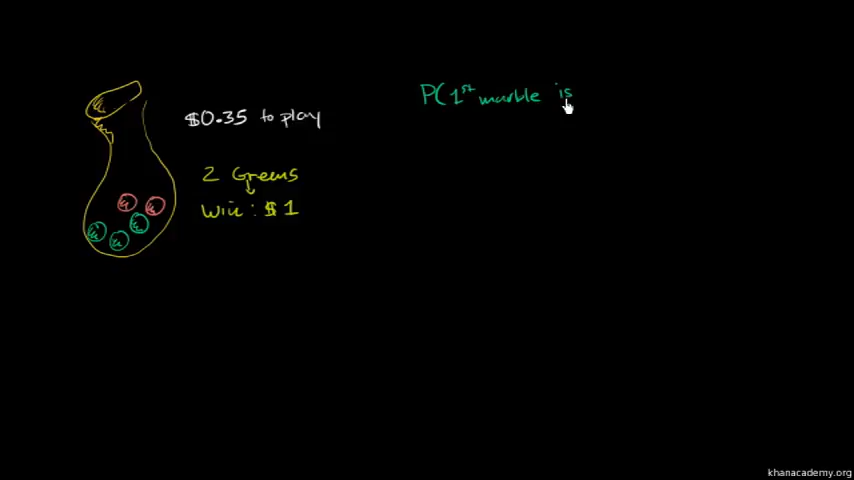 P(1st marble is
$0.35 to play
2 Greens
win: $1
khanacademy.org